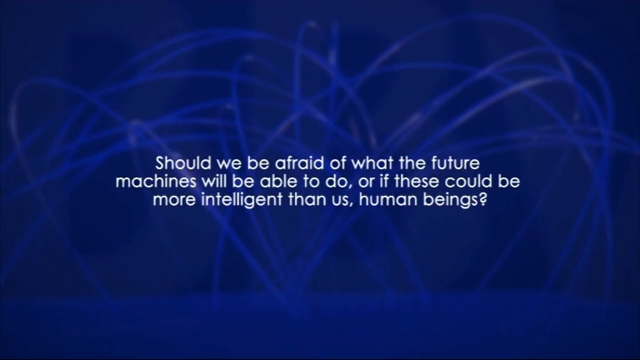 Should we be afraid of what the future
machines will be able to do, or if these could be
more intelligent than us, human beings?